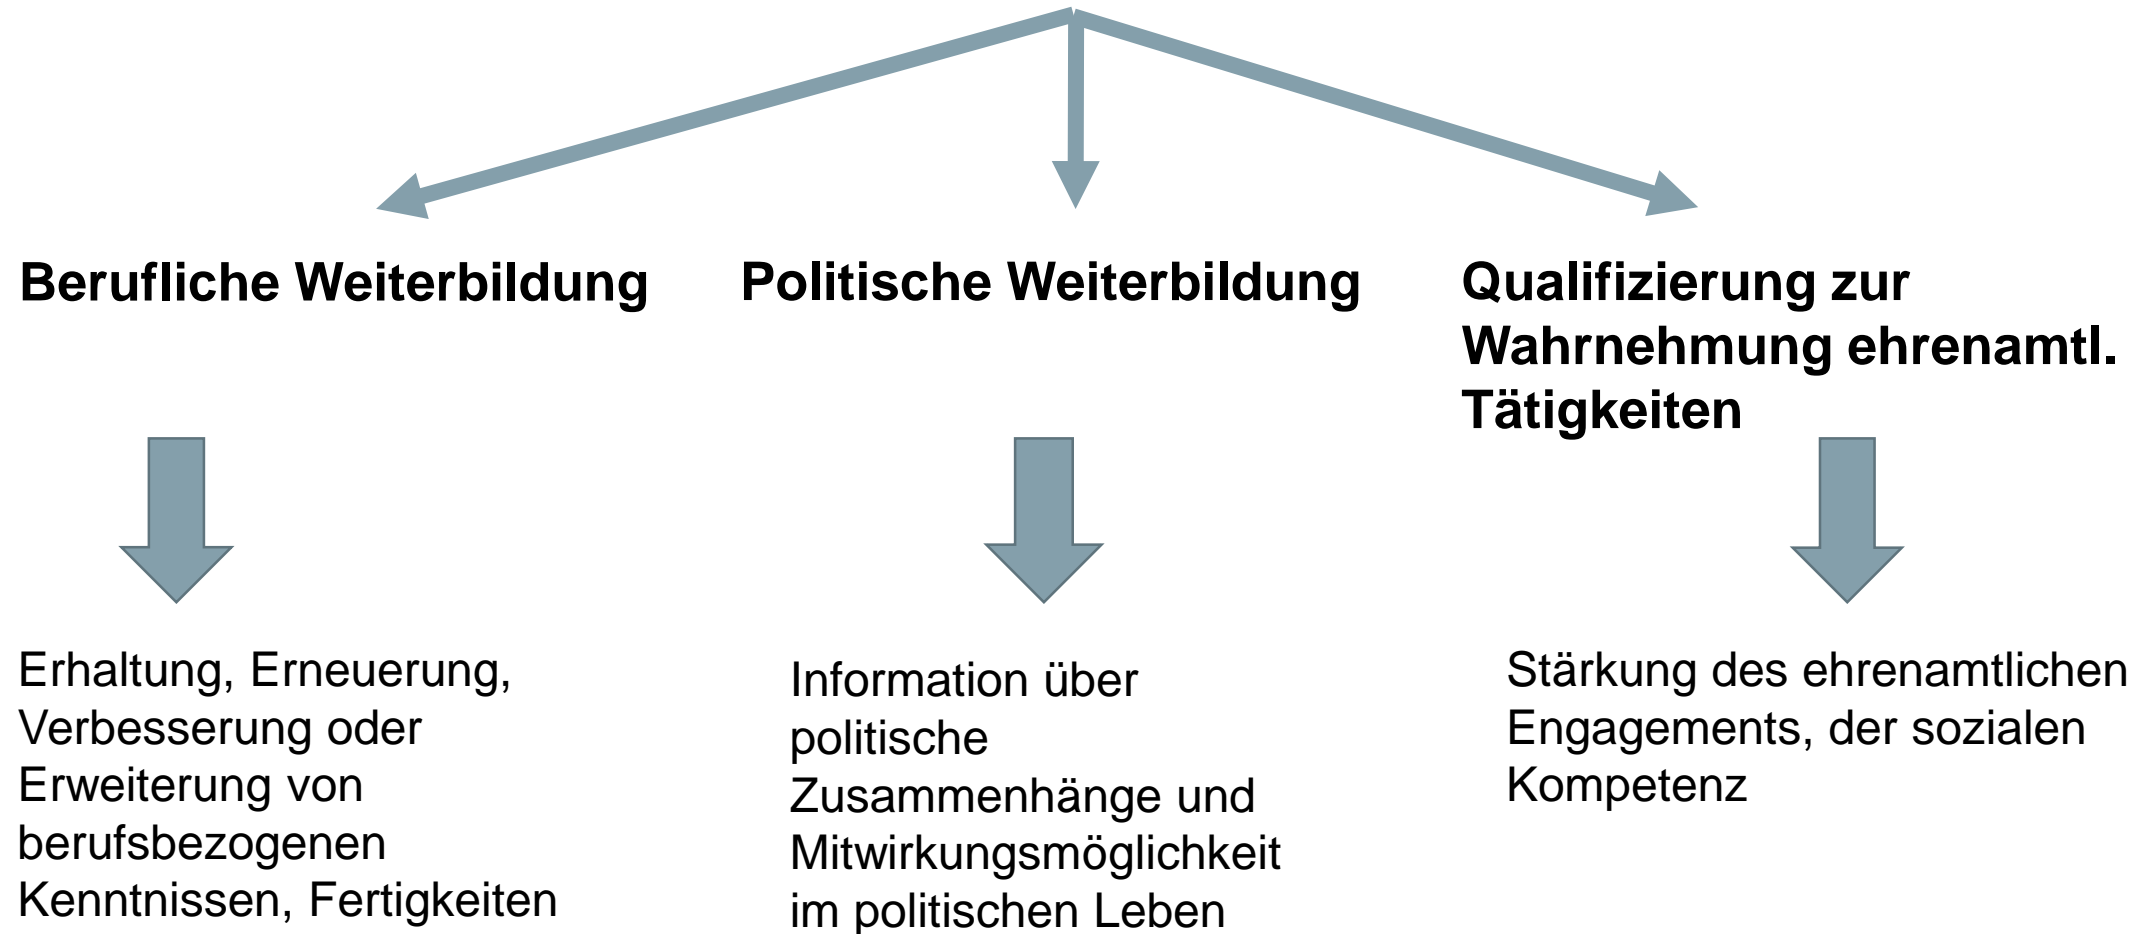 Berufliche Weiterbildung
Politische Weiterbildung
Qualifizierung zur
Wahrnehmung ehrenamtl.
Tätigkeiten
Erhaltung, Erneuerung,
Verbesserung oder
Erweiterung von
berufsbezogenen
Kenntnissen, Fertigkeiten
Information über
politische
Zusammenhänge und
Mitwirkungsmöglichkeit
im politischen Leben
Stärkung des ehrenamtlichen
Engagements, der sozialen
Kompetenz